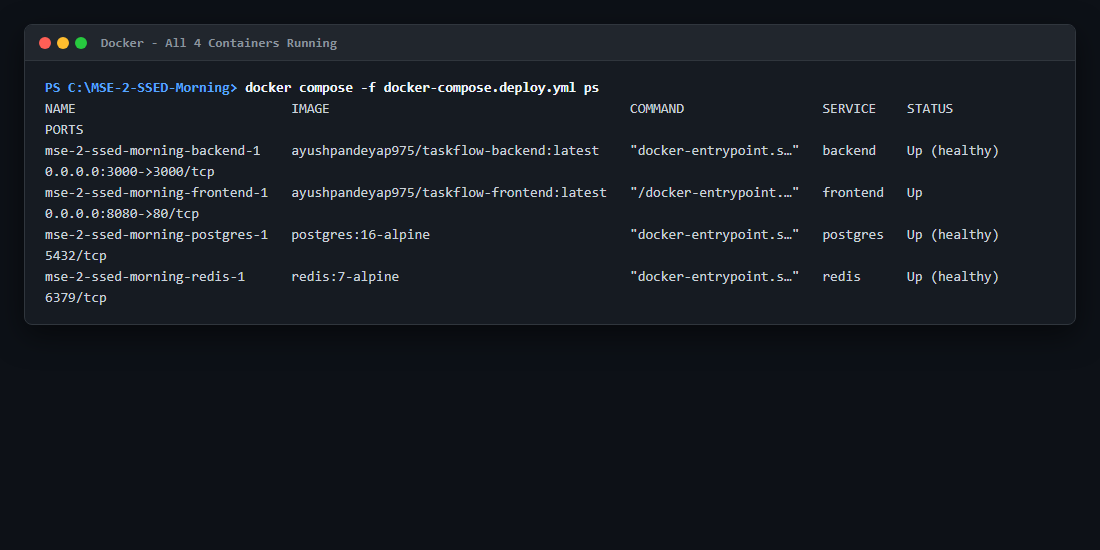 Docker - All 4 Containers Running
PS C:\MSE-2-SSED-Morning> docker compose -f docker-compose.deploy.yml ps
NAME IMAGE COMMAND SERVICE STATUS
PORTS
mse-2-ssed-morning-backend-1 ayushpandeyap975/taskflow-backend:latest "docker-entrypoint.s…" backend Up (healthy)
0.0.0.0:3000->3000/tcp
mse-2-ssed-morning-frontend-1 ayushpandeyap975/taskflow-frontend:latest "/docker-entrypoint.…" frontend Up
0.0.0.0:8080->80/tcp
mse-2-ssed-morning-postgres-1 postgres:16-alpine "docker-entrypoint.s…" postgres Up (healthy)
5432/tcp
mse-2-ssed-morning-redis-1 redis:7-alpine "docker-entrypoint.s…" redis Up (healthy)
6379/tcp